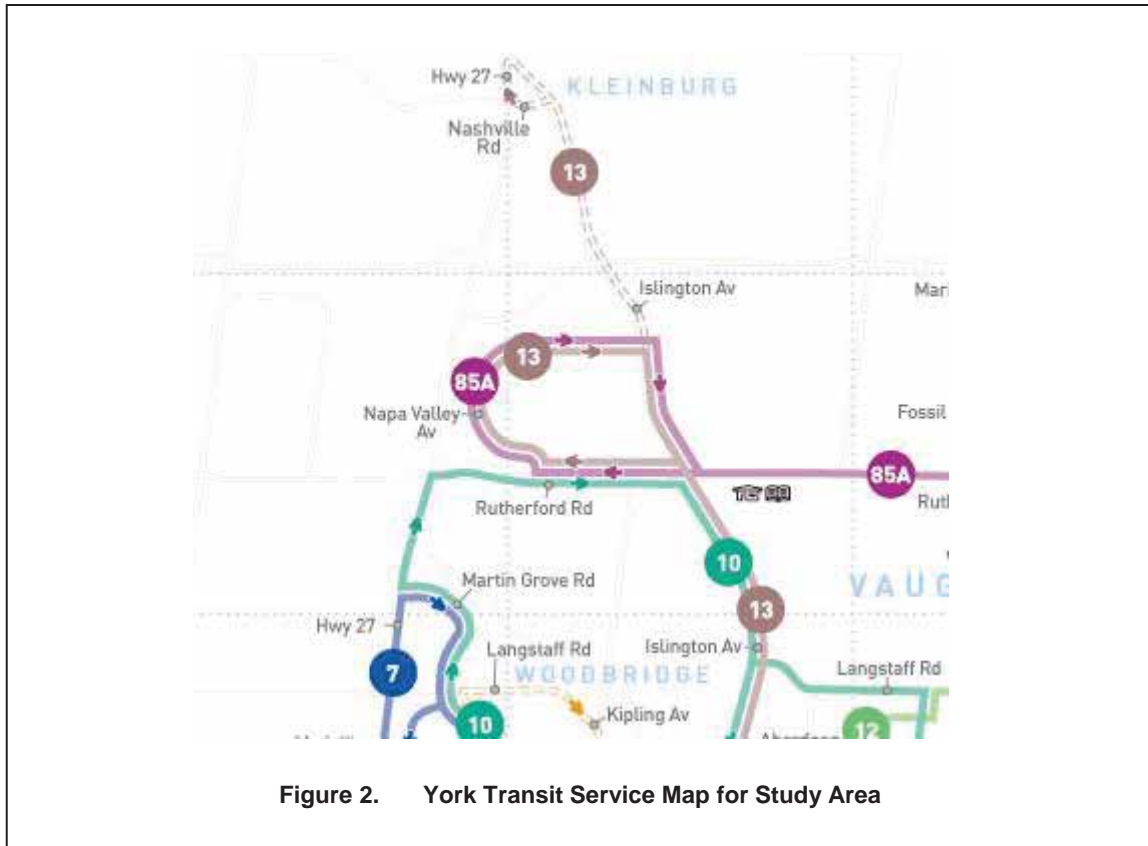 Hwy 27
KLEINBURG
Nashville
Rd
13
Islington Av
Mar
13
85A
Napa Valley
Av
Fossil
85A
Rutherford Rd
10
VAUG
Martin Grove Rd
13
Hwy 27
Islington Av
Langstaff Rd
WOODBRIDGE
Langstaff Rd
7
10
Kipling Av
12
Figure 2. York Transit Service Map for Study Area